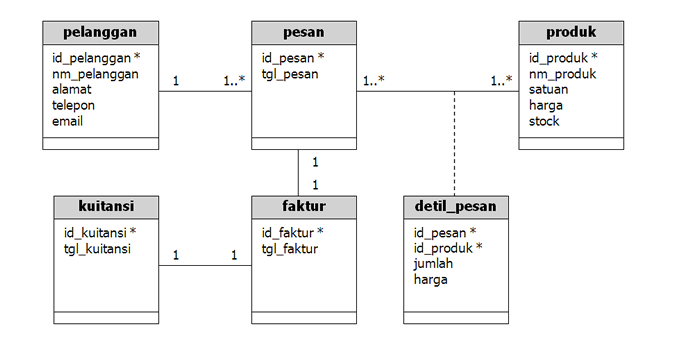 pelanggan
id_pelanggan *
nm_pelanggan
alamat
telepon
email
1
1..*
pesan
id_pesan *
tgl_pesan
1..*
1..*
produk
id_produk *
nm_produk
satuan
harga
stock
1
1
kuitansi
id_kuitansi *
tgl_kuitansi
1
1
faktur
id_faktur *
tgl_faktur
detil_pesan
id_pesan *
id_produk *
jumlah
harga